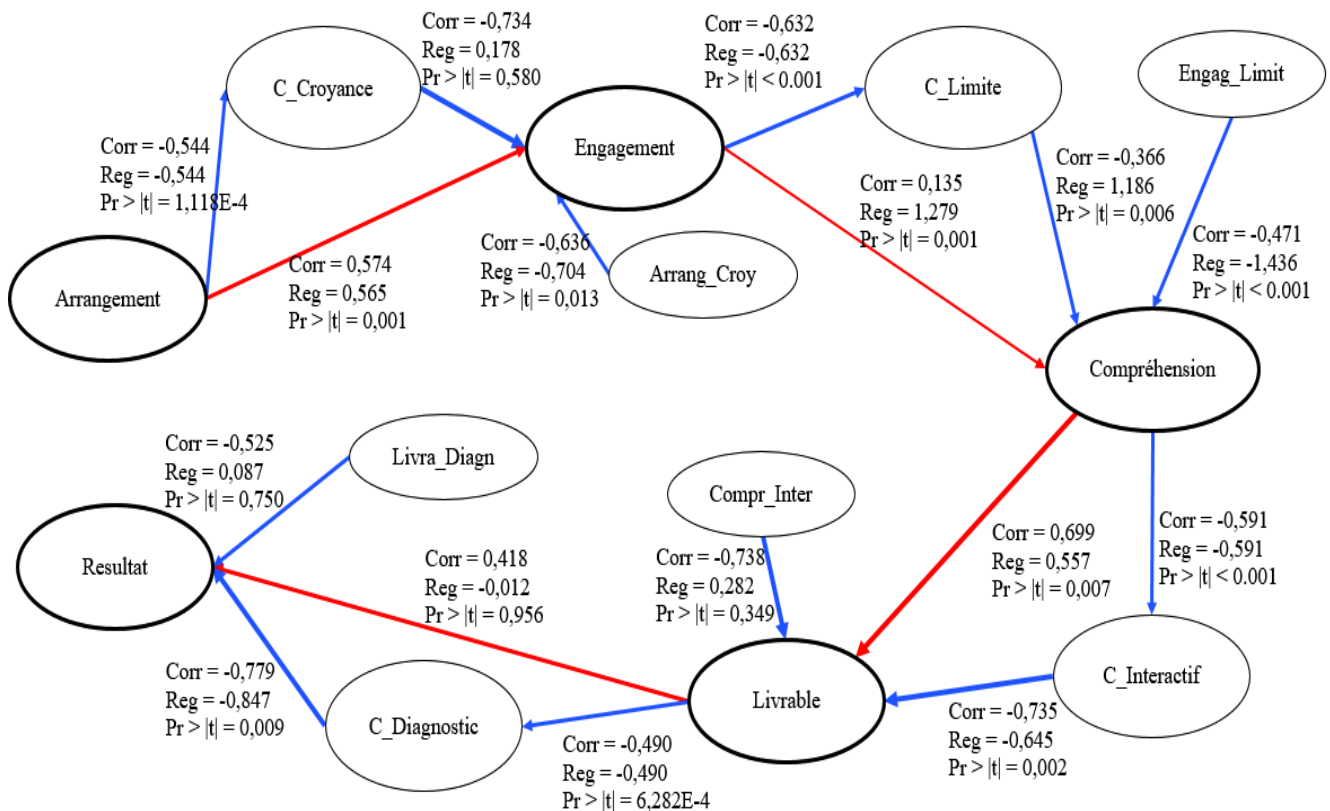 Corr = -0,734
Reg = 0,178
Pr > |t| = 0,580
Corr = -0,632
Reg = -0,632
Pr > |t| < 0.001
C_Croyance
C_Limite
Engag_Limit
Engagement
Corr = -0,544
Reg = -0,544
Pr > |t| = 1,118E-4
Corr = -0,366
Reg = 1,186
Pr > |t| = 0,006
Corr = 0,135
Reg = 1,279
Pr > |t| = 0,001
Corr = -0,636
Reg = -0,704
Pr > |t| = 0,013
Arrang_Croy
Corr = -0,471
Reg = -1,436
Pr > |t| < 0.001
Arrangement
Corr = 0,574
Reg = 0,565
Pr > |t| = 0,001
Compréhension
Corr = -0,525
Reg = 0,087
Pr > |t| = 0,750
Livra_Diagn
Compr_Inter
Corr = 0,699
Reg = 0,557
Pr > |t| = 0,007
Corr = -0,591
Reg = -0,591
Pr > |t| < 0.001
Resultat
Corr = 0,418
Reg = -0,012
Pr > |t| = 0,956
Corr = -0,738
Reg = 0,282
Pr > |t| = 0,349
Corr = -0,779
Reg = -0,847
Pr > |t| = 0,009
C_Diagnostic
Livrable
C_Interactif
Corr = -0,490
Reg = -0,490
Pr > |t| = 6,282E-4
Corr = -0,735
Reg = -0,645
Pr > |t| = 0,002